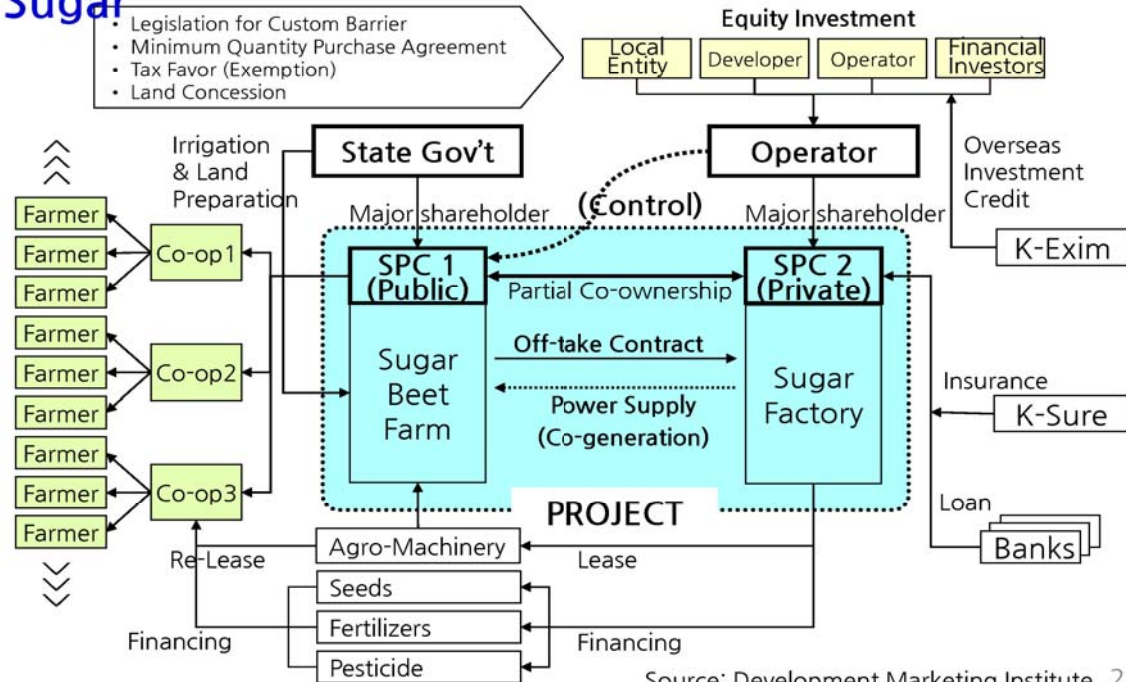 Sugar
• Legislation for Custom Barrier
• Minimum Quantity Purchase Agreement
• Tax Favor (Exemption)
• Land Concession
Equity Investment
Local
Entity
Developer
Operator
Financial
Investors
Irrigation
& Land
Preparation
State Gov't
Operator
Overseas
Investment
Credit
K-Exim
Major shareholder
(Control)
Major shareholder
Farmer
Farmer
Farmer
Co-op1
SPC 1
(Public)
Partial Co-ownership
SPC 2
(Private)
Farmer
Farmer
Farmer
Co-op2
Sugar
Beet
Farm
Off-take Contract
Power Supply
(Co-generation)
Sugar
Factory
Insurance
K-Sure
Farmer
Farmer
Farmer
Co-op3
PROJECT
Loan
Banks
Re-Lease
Agro-Machinery
Lease
Seeds
Fertilizers
Pesticide
Financing
Financing
Source: Development Marketing Institute 2